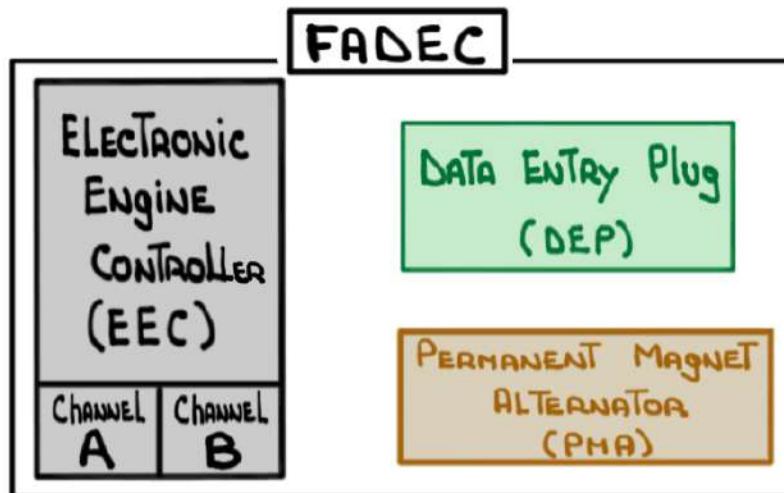 FADEC
ELECTRONIC
ENGINE
CONTROLLER
(EEC)
CHANNEL
A
CHANNEL
B
DATA ENTRY Plug
(DEP)
PERMANENT MAGNET
ALTERNATOR
(PMA)